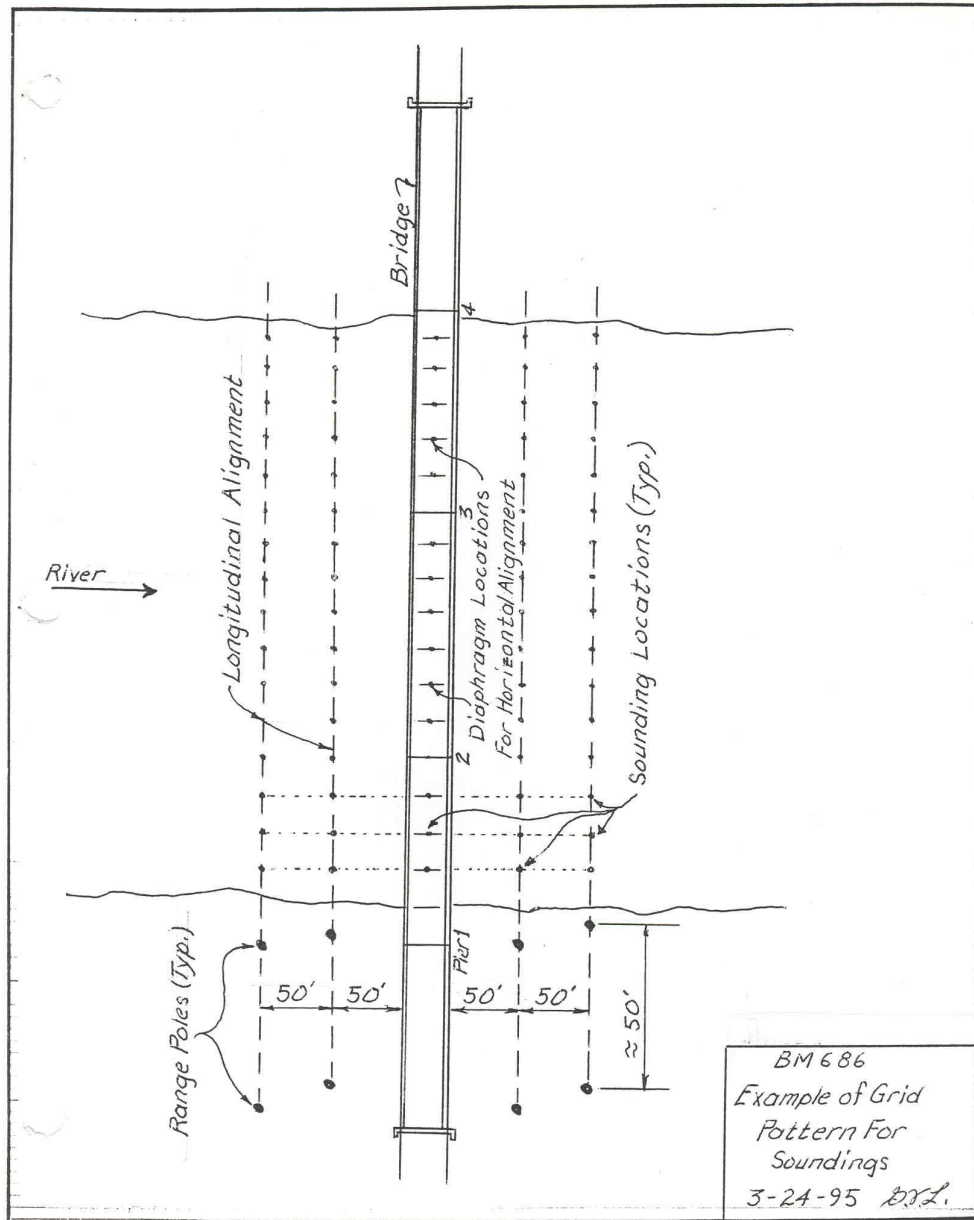 Bridge
4
Longitudinal Alignment
3
River
Diaphragm Locations
For Horizontal Alignment
Sounding Locations (Typ.)
2
Pier 1
Range Poles (Typ.)
50'
50'
50'
50'
≈ 50'
BM 686
Example of Grid
Pattern For
Soundings
3-24-95